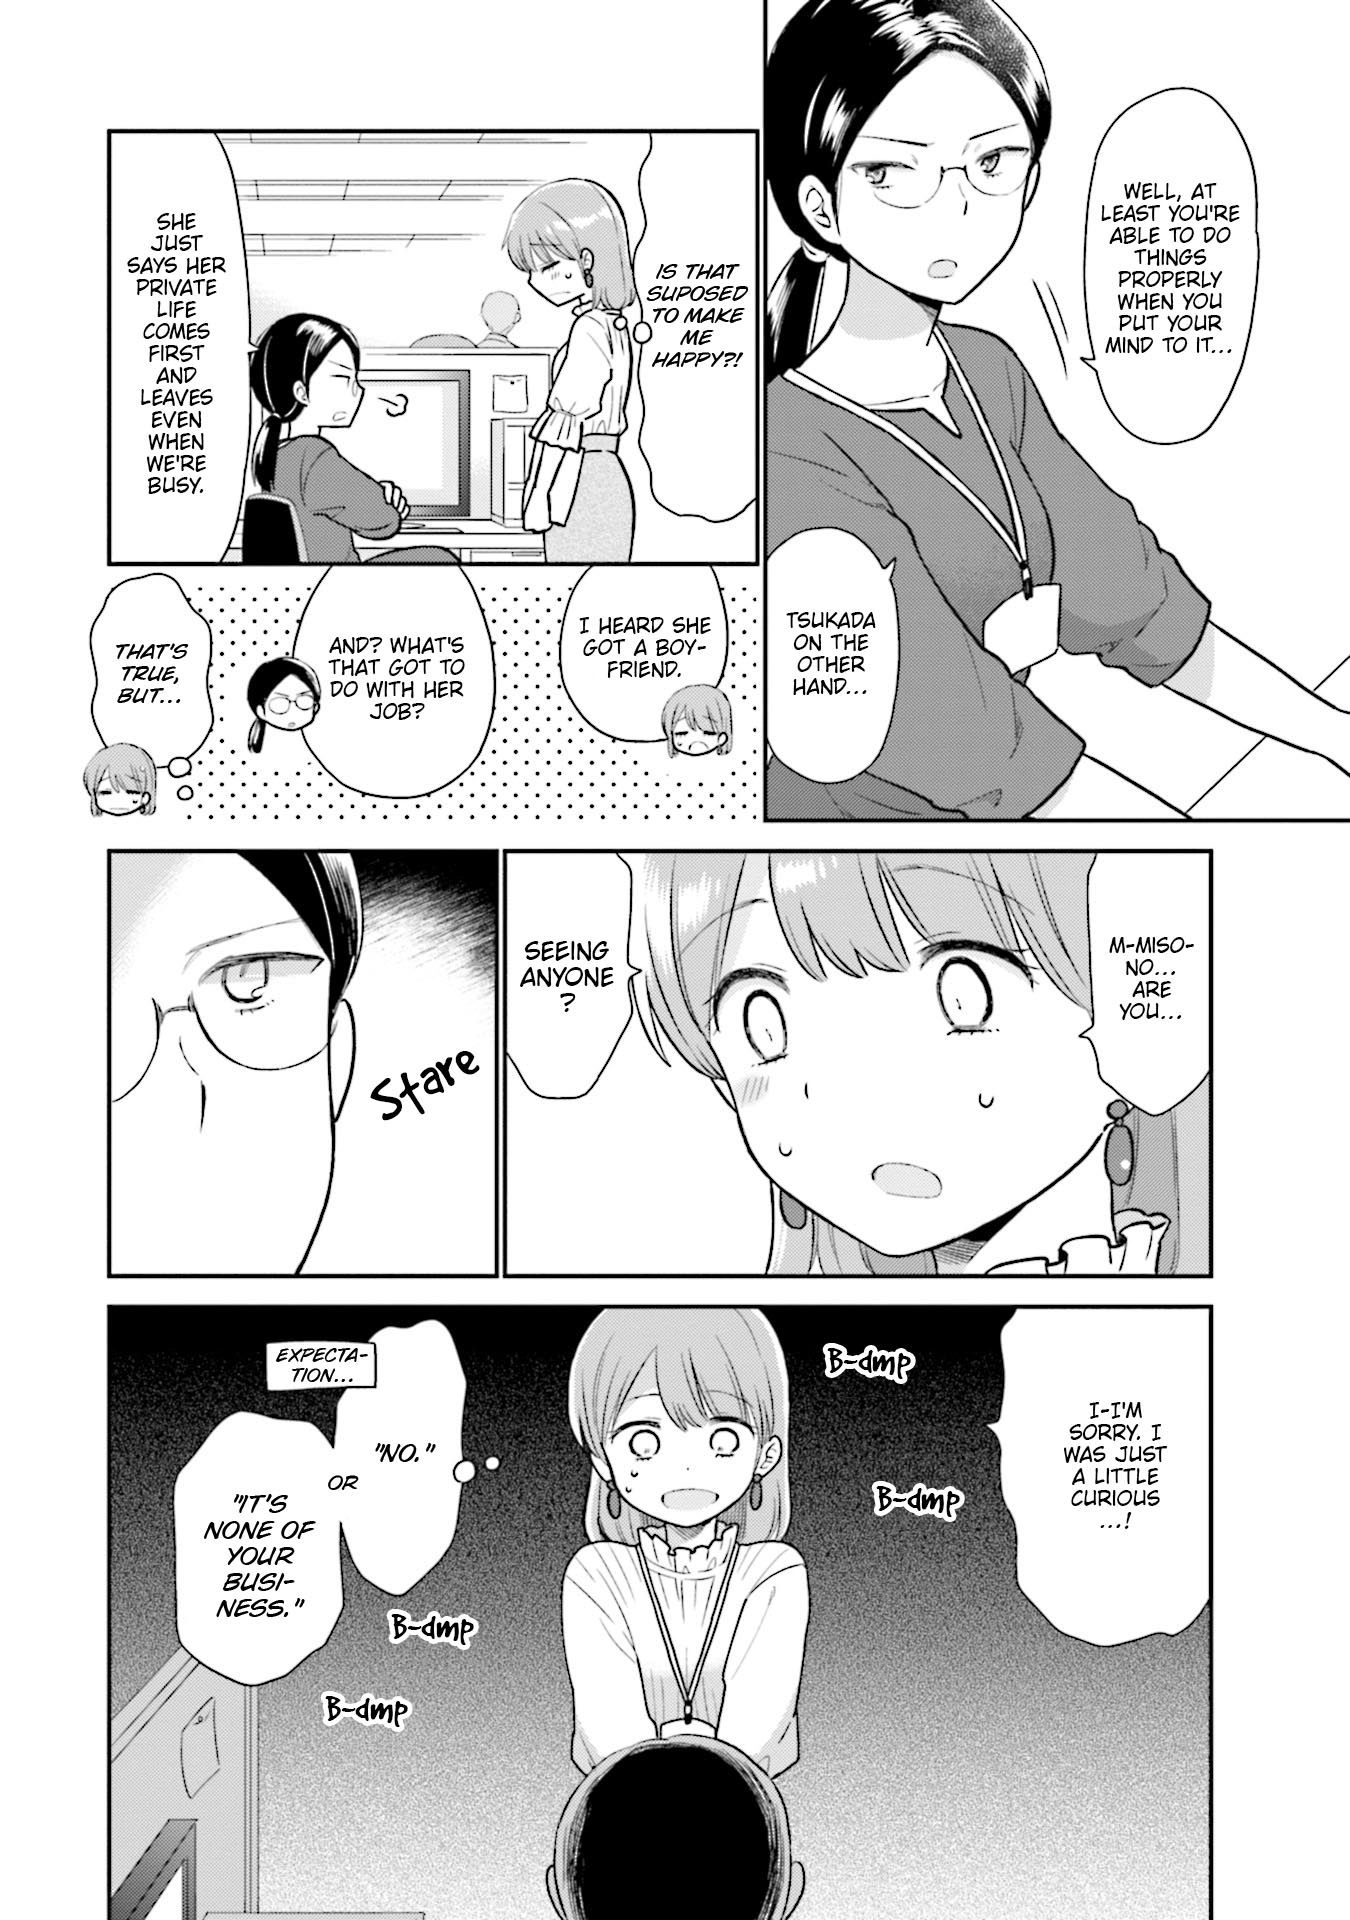 WELL, AT
LEAST YOU'RE
ABLE TO DO
THINGS
PROPERLY
WHEN YOU
PUT YOUR
MIND TO IT...
TSUKADA
ON THE
OTHER
HAND...
IS THAT
SUPOSED
TO MAKE
ME
HAPPY?!
SHE
JUST
SAYS HER
PRIVATE
LIFE
COMES
FIRST AND
LEAVES
EVEN
WHEN
WE'RE
BUSY.
I HEARD SHE
GOT A BOY-
FRIEND.
AND? WHAT'S
THAT GOT TO
DO WITH HER
JOB?
THAT'S
TRUE,
BUT...
M-MISO-
NO...
ARE
YOU...
SEEING
ANYONE
?
Stare
I-I'M
SORRY. I
WAS JUST
A LITTLE
CURIOUS
...!
B-dmp
B-dmp
EXPECTA-
TION...
"NO."
OR
"IT'S
NONE OF
YOUR
BUSI-
NESS."
B-dmp
B-dmp